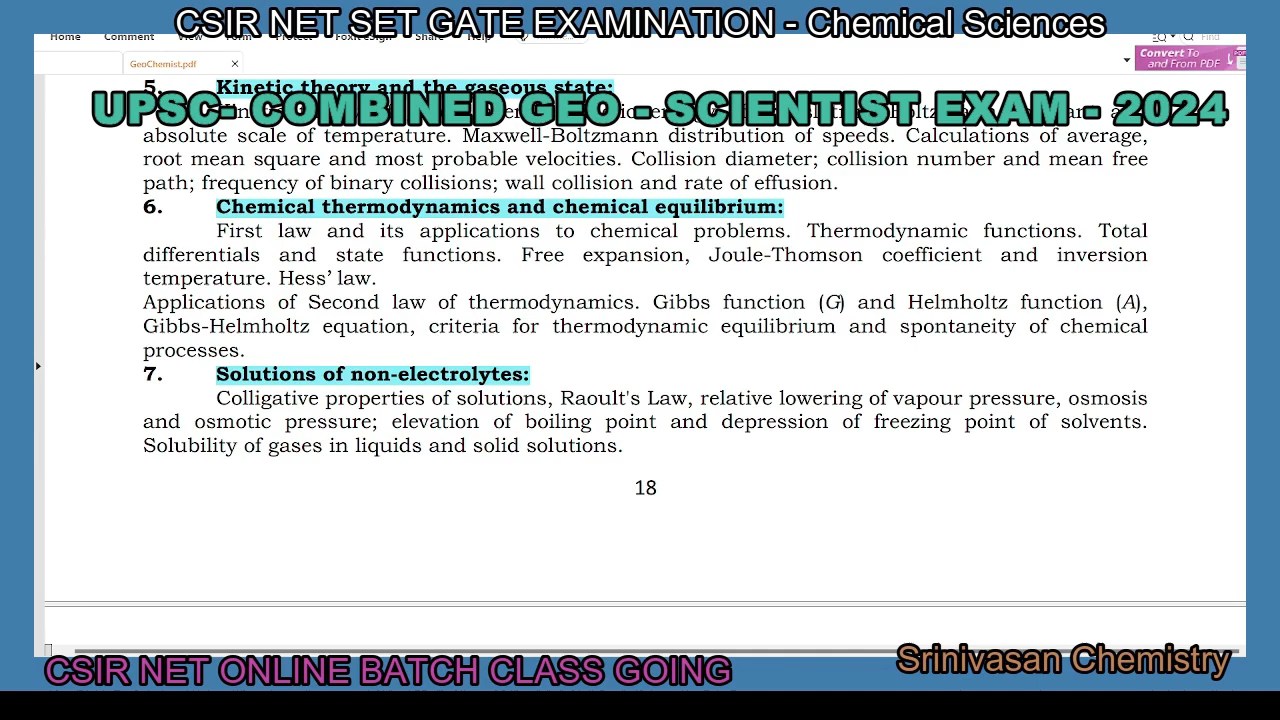 CSIR NET SET GATE EXAMINATION - Chemical Sciences
Home Comment View Form Protect Foxit eSign Share Help Find
GeoChemist.pdf
Convert To
and From PDF
5. Kinetic theory and the gaseous state:
UPSC- COMBINED GEO - SCIENTIST EXAM - 2024
absolute scale of temperature. Maxwell-Boltzmann distribution of speeds. Calculations of average,
root mean square and most probable velocities. Collision diameter; collision number and mean free
path; frequency of binary collisions; wall collision and rate of effusion.
6. Chemical thermodynamics and chemical equilibrium:
First law and its applications to chemical problems. Thermodynamic functions. Total
differentials and state functions. Free expansion, Joule-Thomson coefficient and inversion
temperature. Hess’ law.
Applications of Second law of thermodynamics. Gibbs function (G) and Helmholtz function (A),
Gibbs-Helmholtz equation, criteria for thermodynamic equilibrium and spontaneity of chemical
processes.
7. Solutions of non-electrolytes:
Colligative properties of solutions, Raoult's Law, relative lowering of vapour pressure, osmosis
and osmotic pressure; elevation of boiling point and depression of freezing point of solvents.
Solubility of gases in liquids and solid solutions.
18
CSIR NET ONLINE BATCH CLASS GOING
Srinivasan Chemistry